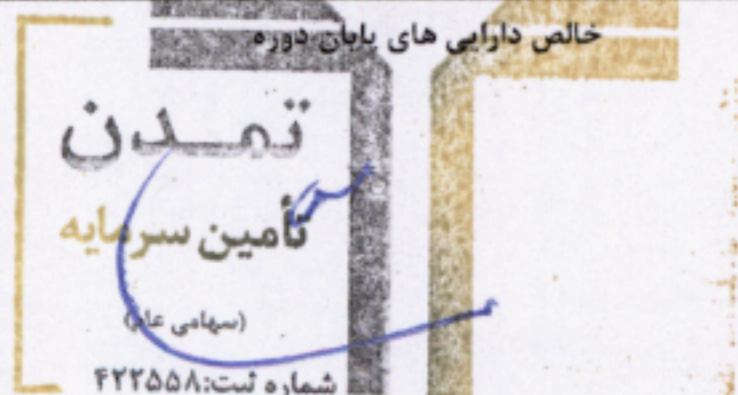 خالص دارایی های پایان دوره
تمدن
تأمین سرمایه
(سهامی عام)
شماره ثبت:۴۲۲۵۵۸